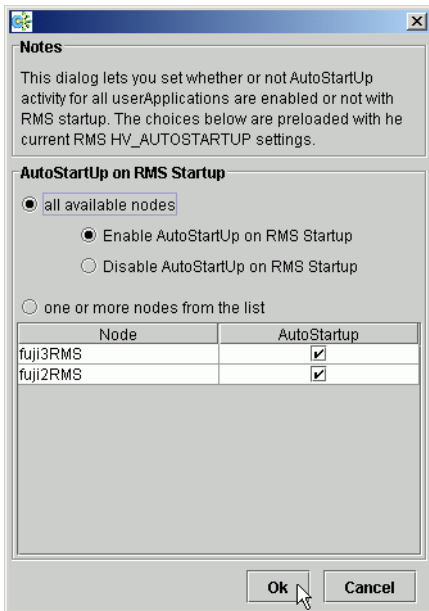 Notes
This dialog lets you set whether or not AutoStartUp
activity for all userApplications are enabled or not with
RMS startup. The choices below are preloaded with he
current RMS HV_AUTOSTARTUP settings.
AutoStartUp on RMS Startup
all available nodes
Enable AutoStartUp on RMS Startup
Disable AutoStartUp on RMS Startup
one or more nodes from the list
Node AutoStartup
fuji3RMS
fuji2RMS
Ok Cancel